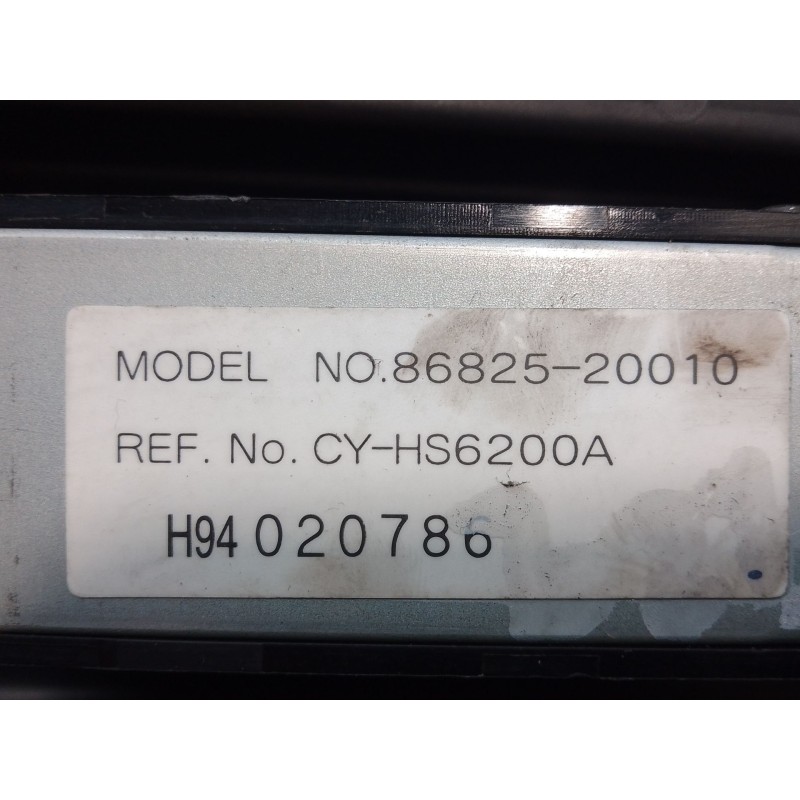 MODEL NO.86825-20010
REF. No. CY-HS6200A
H94 020786